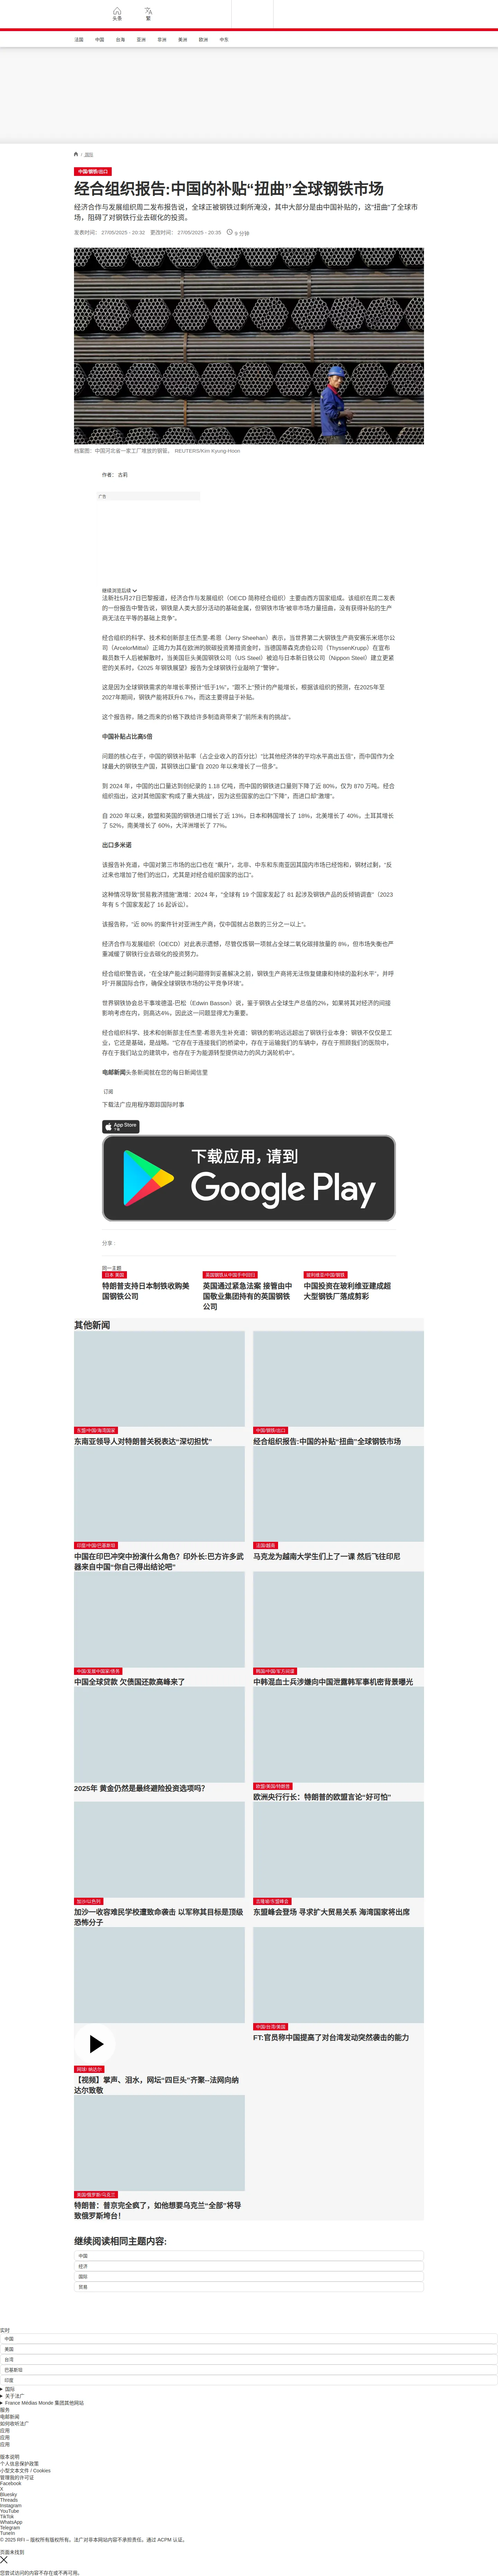 头条
繁
法国
中国
台海
亚洲
非洲
美洲
欧洲
中东
/ 国际
中国/钢铁/出口
经合组织报告:中国的补贴“扭曲”全球钢铁市场
经济合作与发展组织周二发布报告说，全球正被钢铁过剩所淹没，其中大部分是由中国补贴的，这“扭曲”了全球市场，阻碍了对钢铁行业去碳化的投资。
发表时间： 27/05/2025 - 20:32 更改时间： 27/05/2025 - 20:35 9 分钟
档案图：中国河北省一家工厂堆放的钢管。 REUTERS/Kim Kyung-Hoon
作者： 古莉
广告
继续浏览后续
法新社5月27日巴黎报道，经济合作与发展组织（OECD 简称经合组织）主要由西方国家组成。该组织在周二发表的一份报告中警告说，钢铁是人类大部分活动的基础金属，但钢铁市场“被非市场力量扭曲，没有获得补贴的生产商无法在平等的基础上竞争”。
经合组织的科学、技术和创新部主任杰里-希恩（Jerry Sheehan）表示，当世界第二大钢铁生产商安赛乐米塔尔公司（ArcelorMittal）正竭力为其在欧洲的脱碳投资筹措资金时，当德国蒂森克虏伯公司（ThyssenKrupp）在宣布裁员数千人后被解散时，当美国巨头美国钢铁公司（US Steel）被迫与日本新日铁公司（Nippon Steel）建立更紧密的关系时，《2025 年钢铁展望》报告为全球钢铁行业敲响了“警钟”。
这是因为全球钢铁需求的年增长率预计“低于1%”，“跟不上”预计的产能增长，根据该组织的预测，在2025年至2027年期间，钢铁产能将跃升6.7%，而这主要得益于补贴。
这个报告称，随之而来的价格下跌给许多制造商带来了“前所未有的挑战”。
中国补贴占比高5倍
问题的核心在于，中国的钢铁补贴率（占企业收入的百分比）“比其他经济体的平均水平高出五倍”，而中国作为全球最大的钢铁生产国，其钢铁出口量“自 2020 年以来增长了一倍多”。
到 2024 年，中国的出口量达到创纪录的 1.18 亿吨，而中国的钢铁进口量则下降了近 80%，仅为 870 万吨。经合组织指出，这对其他国家“构成了重大挑战”，因为这些国家的出口“下降”，而进口却“激增”。
自 2020 年以来，欧盟和英国的钢铁进口增长了近 13%，日本和韩国增长了 18%，北美增长了 40%，土耳其增长了 52%，南美增长了 60%，大洋洲增长了 77%。
出口多米诺
该报告补充道，中国对第三市场的出口也在 “飙升”，北非、中东和东南亚因其国内市场已经饱和，钢材过剩，“反过来也增加了他们的出口，尤其是对经合组织国家的出口”。
这种情况导致“贸易救济措施”激增：2024 年，“全球有 19 个国家发起了 81 起涉及钢铁产品的反倾销调查”（2023 年有 5 个国家发起了 16 起诉讼）。
该报告称，“近 80% 的案件针对亚洲生产商，仅中国就占总数的三分之一以上”。
经济合作与发展组织（OECD）对此表示遗憾，尽管仅炼钢一项就占全球二氧化碳排放量的 8%，但市场失衡也严重减缓了钢铁行业去碳化的投资努力。
经合组织警告说，“在全球产能过剩问题得到妥善解决之前，钢铁生产商将无法恢复健康和持续的盈利水平”，并呼吁“开展国际合作，确保全球钢铁市场的公平竞争环境”。
世界钢铁协会总干事埃德温-巴松（Edwin Basson）说，鉴于钢铁占全球生产总值的2%，如果将其对经济的间接影响考虑在内，则高达4%，因此这一问题显得尤为重要。
经合组织科学、技术和创新部主任杰里-希恩先生补充道：钢铁的影响远远超出了钢铁行业本身：钢铁不仅仅是工业，它还是基础，是战略。“它存在于连接我们的桥梁中，存在于运输我们的车辆中，存在于照顾我们的医院中，存在于我们站立的建筑中，也存在于为能源转型提供动力的风力涡轮机中”。
电邮新闻头条新闻就在您的每日新闻信里
订阅
下载法广应用程序跟踪国际时事
App Store
下载
下载应用，请到
Google Play
分享 :
同一主题
日本 美国
特朗普支持日本制铁收购美国钢铁公司
英国钢铁从中国手中回归
英国通过紧急法案 接管由中国敬业集团持有的英国钢铁公司
玻利维亚/中国/钢铁
中国投资在玻利维亚建成超大型钢铁厂落成剪彩
其他新闻
东盟/中国/海湾国家
东南亚领导人对特朗普关税表达“深切担忧”
中国/钢铁/出口
经合组织报告:中国的补贴“扭曲”全球钢铁市场
印度/中国/巴基斯坦
中国在印巴冲突中扮演什么角色？印外长:巴方许多武器来自中国“你自己得出结论吧”
法国/越南
马克龙为越南大学生们上了一课 然后飞往印尼
中国/发展中国家/债务
中国全球贷款 欠债国还款高峰来了
韩国/中国/军方间谍
中韩混血士兵涉嫌向中国泄露韩军事机密背景曝光
2025年 黄金仍然是最终避险投资选项吗？
欧盟/美国/特朗普
欧洲央行行长：特朗普的欧盟言论“好可怕”
加沙/以色列
加沙一收容难民学校遭致命袭击 以军称其目标是顶级恐怖分子
吉隆坡/东盟峰会
东盟峰会登场 寻求扩大贸易关系 海湾国家将出席
网球/ 纳达尔
【视频】掌声、泪水，网坛“四巨头”齐聚--法网向纳达尔致敬
中国/台湾/美国
FT:官员称中国提高了对台湾发动突然袭击的能力
美国/俄罗斯/乌克兰
特朗普：普京完全疯了，如他想要乌克兰“全部”将导致俄罗斯垮台！
继续阅读相同主题内容:
中国
经济
国际
贸易
实时
中国
美国
台湾
巴基斯坦
印度
国际
关于法广
France Médias Monde 集团其他网站
服务
电邮新闻
如何收听法广
应用
应用
应用
版本说明
个人信息保护政策
小型文本文件 / Cookies
管理我的许可证
Facebook
X
Bluesky
Threads
Instagram
YouTube
TikTok
WhatsApp
Telegram
TuneIn
© 2025 RFI – 版权所有版权所有。法广对非本网站内容不承担责任。通过 ACPM 认证。
页面未找到
您尝试访问的内容不存在或不再可用。